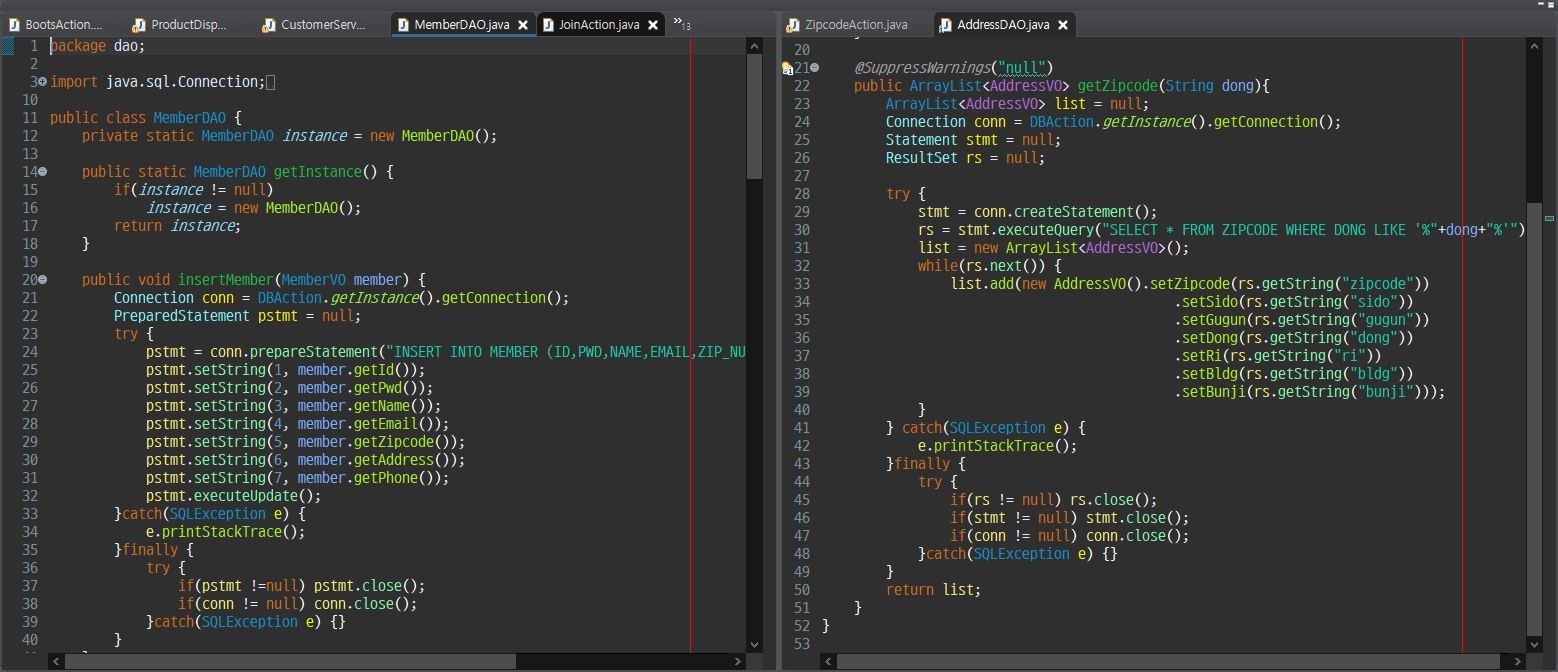 BootsAction.... ProductDisp... CustomerServ... MemberDAO.java JoinAction.java »13
1 package dao;
2
3 import java.sql.Connection;
10
11 public class MemberDAO {
12 private static MemberDAO instance = new MemberDAO();
13
14 public static MemberDAO getInstance() {
15 if(instance != null)
16 instance = new MemberDAO();
17 return instance;
18 }
19
20 public void insertMember(MemberVO member) {
21 Connection conn = DBAction.getInstance().getConnection();
22 PreparedStatement pstmt = null;
23 try {
24 pstmt = conn.prepareStatement("INSERT INTO MEMBER (ID,PWD,NAME,EMAIL,ZIP_NU
25 pstmt.setString(1, member.getId());
26 pstmt.setString(2, member.getPwd());
27 pstmt.setString(3, member.getName());
28 pstmt.setString(4, member.getEmail());
29 pstmt.setString(5, member.getZipcode());
30 pstmt.setString(6, member.getAddress());
31 pstmt.setString(7, member.getPhone());
32 pstmt.executeUpdate();
33 }catch(SQLException e) {
34 e.printStackTrace();
35 }finally {
36 try {
37 if(pstmt !=null) pstmt.close();
38 if(conn != null) conn.close();
39 }catch(SQLException e) {}
40 }
ZipcodeAction.java AddressDAO.java
20
21 @SuppressWarnings("null")
22 public ArrayList<AddressVO> getZipcode(String dong){
23 ArrayList<AddressVO> list = null;
24 Connection conn = DBAction.getInstance().getConnection();
25 Statement stmt = null;
26 ResultSet rs = null;
27
28 try {
29 stmt = conn.createStatement();
30 rs = stmt.executeQuery("SELECT * FROM ZIPCODE WHERE DONG LIKE '%"+dong+"%'")
31 list = new ArrayList<AddressVO>();
32 while(rs.next()) {
33 list.add(new AddressVO().setZipcode(rs.getString("zipcode"))
34 .setSido(rs.getString("sido"))
35 .setGugun(rs.getString("gugun"))
36 .setDong(rs.getString("dong"))
37 .setRi(rs.getString("ri"))
38 .setBldg(rs.getString("bldg"))
39 .setBunji(rs.getString("bunji")));
40 }
41 } catch(SQLException e) {
42 e.printStackTrace();
43 }finally {
44 try {
45 if(rs != null) rs.close();
46 if(stmt != null) stmt.close();
47 if(conn != null) conn.close();
48 }catch(SQLException e) {}
49 }
50 return list;
51 }
52 }
53